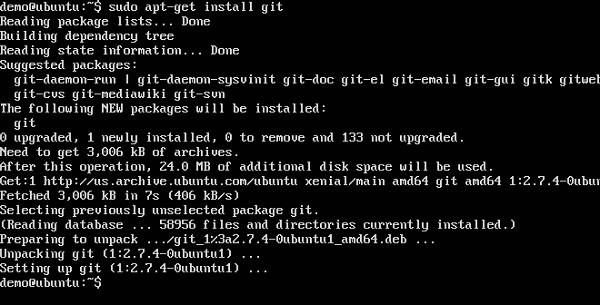 demo@ubuntu:~$ sudo apt-get install git
Reading package lists... Done
Building dependency tree
Reading state information... Done
Suggested packages:
  git-daemon-run | git-daemon-sysvinit git-doc git-el git-email git-gui gitk gitweb
  git-cvs git-mediawiki git-svn
The following NEW packages will be installed:
  git
0 upgraded, 1 newly installed, 0 to remove and 133 not upgraded.
Need to get 3,006 kB of archives.
After this operation, 24.0 MB of additional disk space will be used.
Get:1 http://us.archive.ubuntu.com/ubuntu xenial/main amd64 git amd64 1:2.7.4-0ubun
Fetched 3,006 kB in 7s (406 kB/s)
Selecting previously unselected package git.
(Reading database ... 58956 files and directories currently installed.)
Preparing to unpack .../git_1%3a2.7.4-0ubuntu1_amd64.deb ...
Unpacking git (1:2.7.4-0ubuntu1) ...
Setting up git (1:2.7.4-0ubuntu1) ...
demo@ubuntu:~$